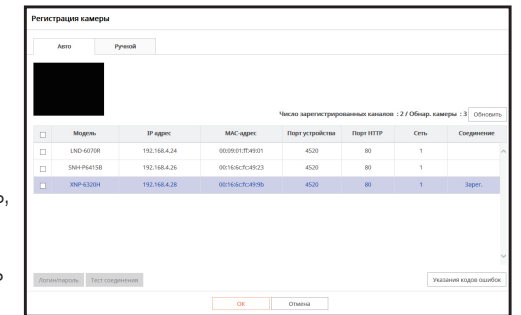 Регистрация камеры
Авто Ручной
Число зарегистрированных каналов : 2 / Обнар. камеры : 3 Обновить
Модель IP адрес MAC-адрес Порт устройства Порт HTTP Сеть Соединение
LND-6070R 192.168.4.24 00:09:01:ff:49:01 4520 80 1
SNH-P6415B 192.168.4.26 00:16:6c:fc:49:23 4520 80 1
XNP-6320H 192.168.4.28 00:16:6c:fc:49:9b 4520 80 1 Зарег.
Логин/пароль Тест соединения Указания кодов ошибок
OK Отмена